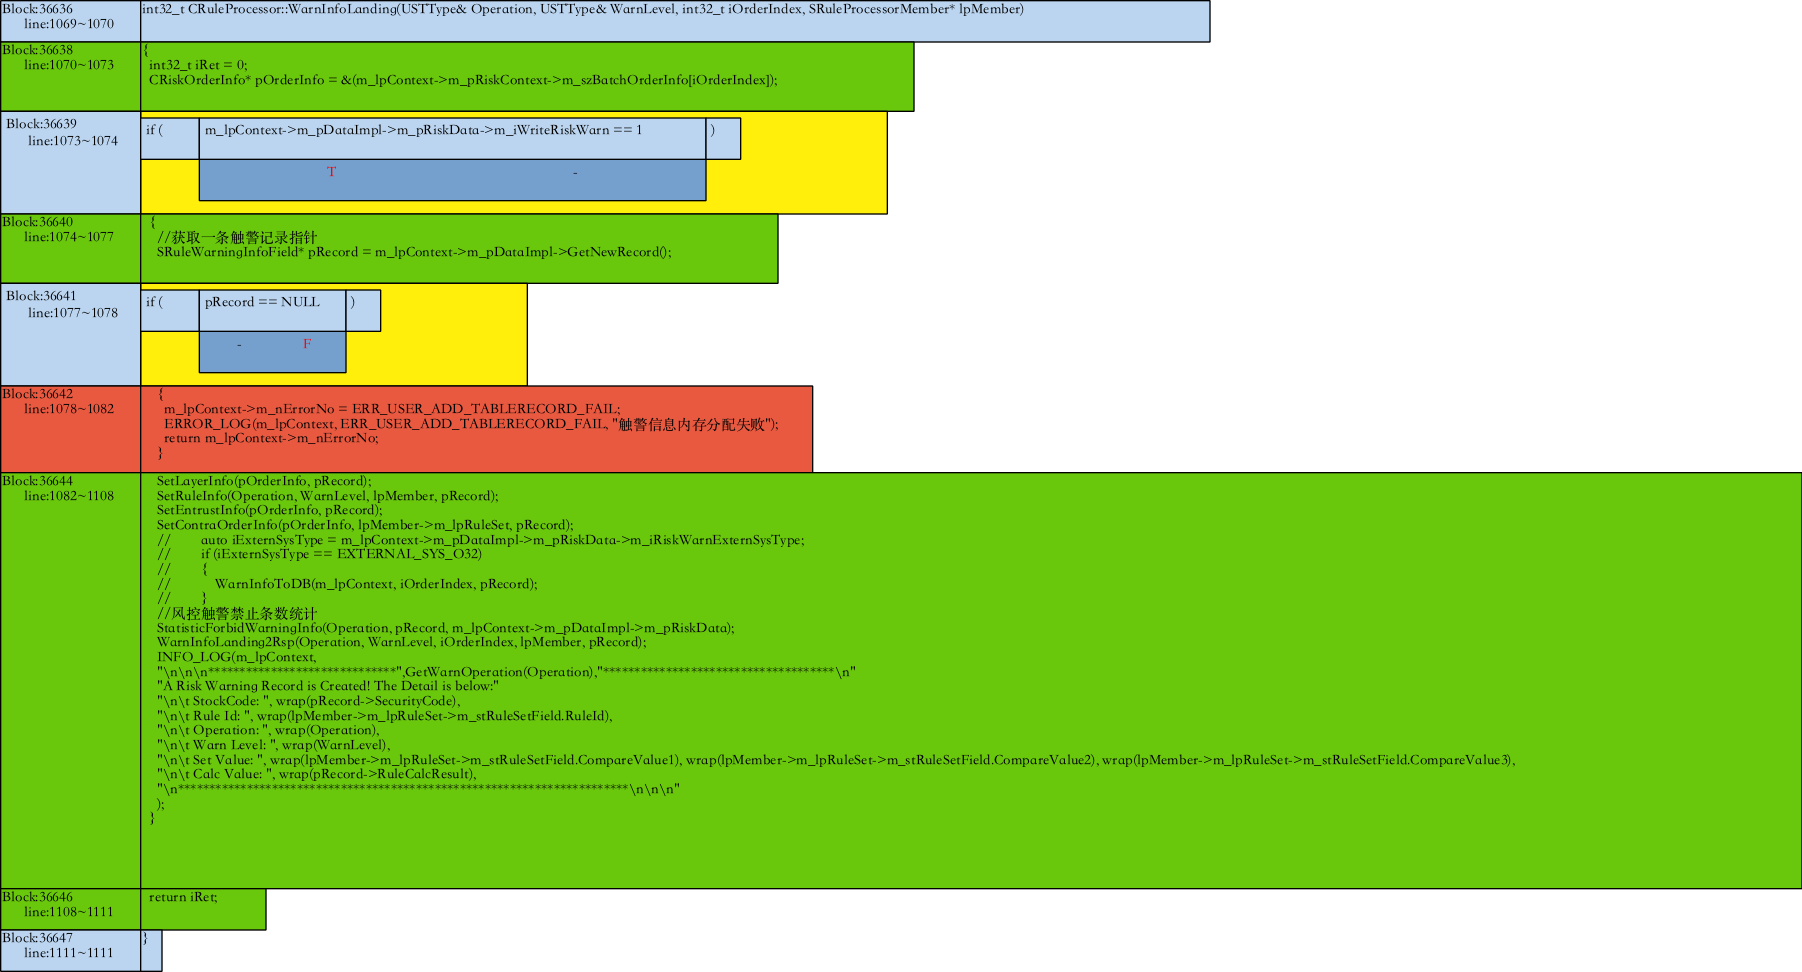 Block:36636
line:1069~1070
int32_t CRuleProcessor::WarnInfoLanding(USTType& Operation, USTType& WarnLevel, int32_t iOrderIndex, SRuleProcessorMember* lpMember)
Block:36638
line:1070~1073
{
int32_t iRet = 0;
CRiskOrderInfo* pOrderInfo = &(m_lpContext->m_pRiskContext->m_szBatchOrderInfo[iOrderIndex]);
Block:36639
line:1073~1074
if ( m_lpContext->m_pDataImpl->m_pRiskData->m_iWriteRiskWarn == 1 )
T -
Block:36640
line:1074~1077
{
//获取一条触警记录指针
SRuleWarningInfoField* pRecord = m_lpContext->m_pDataImpl->GetNewRecord();
Block:36641
line:1077~1078
if ( pRecord == NULL )
- F
Block:36642
line:1078~1082
{
m_lpContext->m_nErrorNo = ERR_USER_ADD_TABLERECORD_FAIL;
ERROR_LOG(m_lpContext, ERR_USER_ADD_TABLERECORD_FAIL, "触警信息内存分配失败");
return m_lpContext->m_nErrorNo;
}
Block:36644
line:1082~1108
SetLayerInfo(pOrderInfo, pRecord);
SetRuleInfo(Operation, WarnLevel, lpMember, pRecord);
SetEntrustInfo(pOrderInfo, pRecord);
SetContraOrderInfo(pOrderInfo, lpMember->m_lpRuleSet, pRecord);
// auto iExternSysType = m_lpContext->m_pDataImpl->m_pRiskData->m_iRiskWarnExternSysType;
// if (iExternSysType == EXTERNAL_SYS_O32)
// {
// WarnInfoToDB(m_lpContext, iOrderIndex, pRecord);
// }
//风控触警禁止条数统计
StatisticForbidWarningInfo(Operation, pRecord, m_lpContext->m_pDataImpl->m_pRiskData);
WarnInfoLanding2Rsp(Operation, WarnLevel, iOrderIndex, lpMember, pRecord);
INFO_LOG(m_lpContext,
"\n\n\n******************************",GetWarnOperation(Operation),"*************************************\n"
"A Risk Warning Record is Created! The Detail is below:"
"\n\t StockCode: ", wrap(pRecord->SecurityCode),
"\n\t Rule Id: ", wrap(lpMember->m_lpRuleSet->m_stRuleSetField.RuleId),
"\n\t Operation: ", wrap(Operation),
"\n\t Warn Level: ", wrap(WarnLevel),
"\n\t Set Value: ", wrap(lpMember->m_lpRuleSet->m_stRuleSetField.CompareValue1), wrap(lpMember->m_lpRuleSet->m_stRuleSetField.CompareValue2), wrap(lpMember->m_lpRuleSet->m_stRuleSetField.CompareValue3),
"\n\t Calc Value: ", wrap(pRecord->RuleCalcResult),
"\n************************************************************************\n\n\n"
);
}
Block:36646
line:1108~1111
return iRet;
Block:36647
line:1111~1111
}